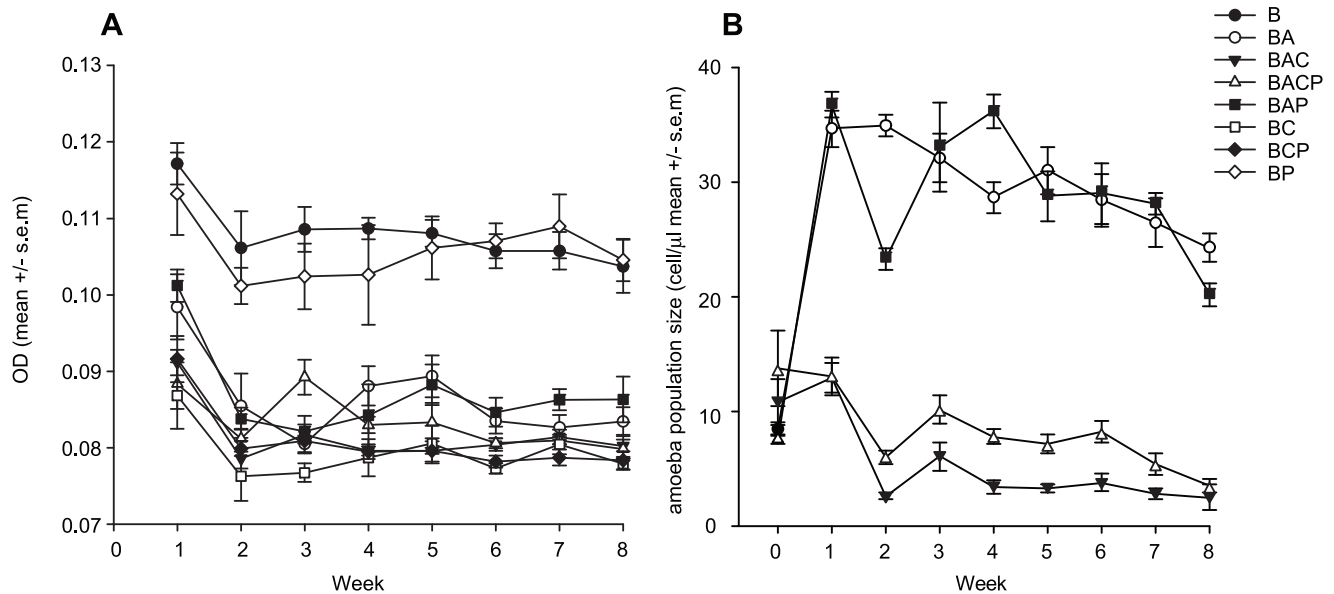 A
B
B
BA
BAC
BACP
BAP
BC
BCP
BP
OD (mean +/- s.e.m)
0.13
0.12
0.11
0.10
0.09
0.08
0.07
0 1 2 3 4 5 6 7 8
Week
amoeba population size (cell/µl mean +/- s.e.m)
40
30
20
10
0
0 1 2 3 4 5 6 7 8
Week